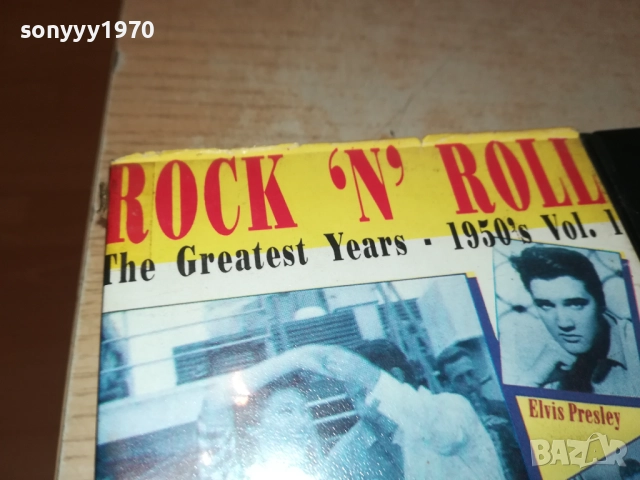 sonyyy1970
ROCK 'N' ROLL
The Greatest Years - 1950's Vol. 1
Elvis Presley
BAZAR